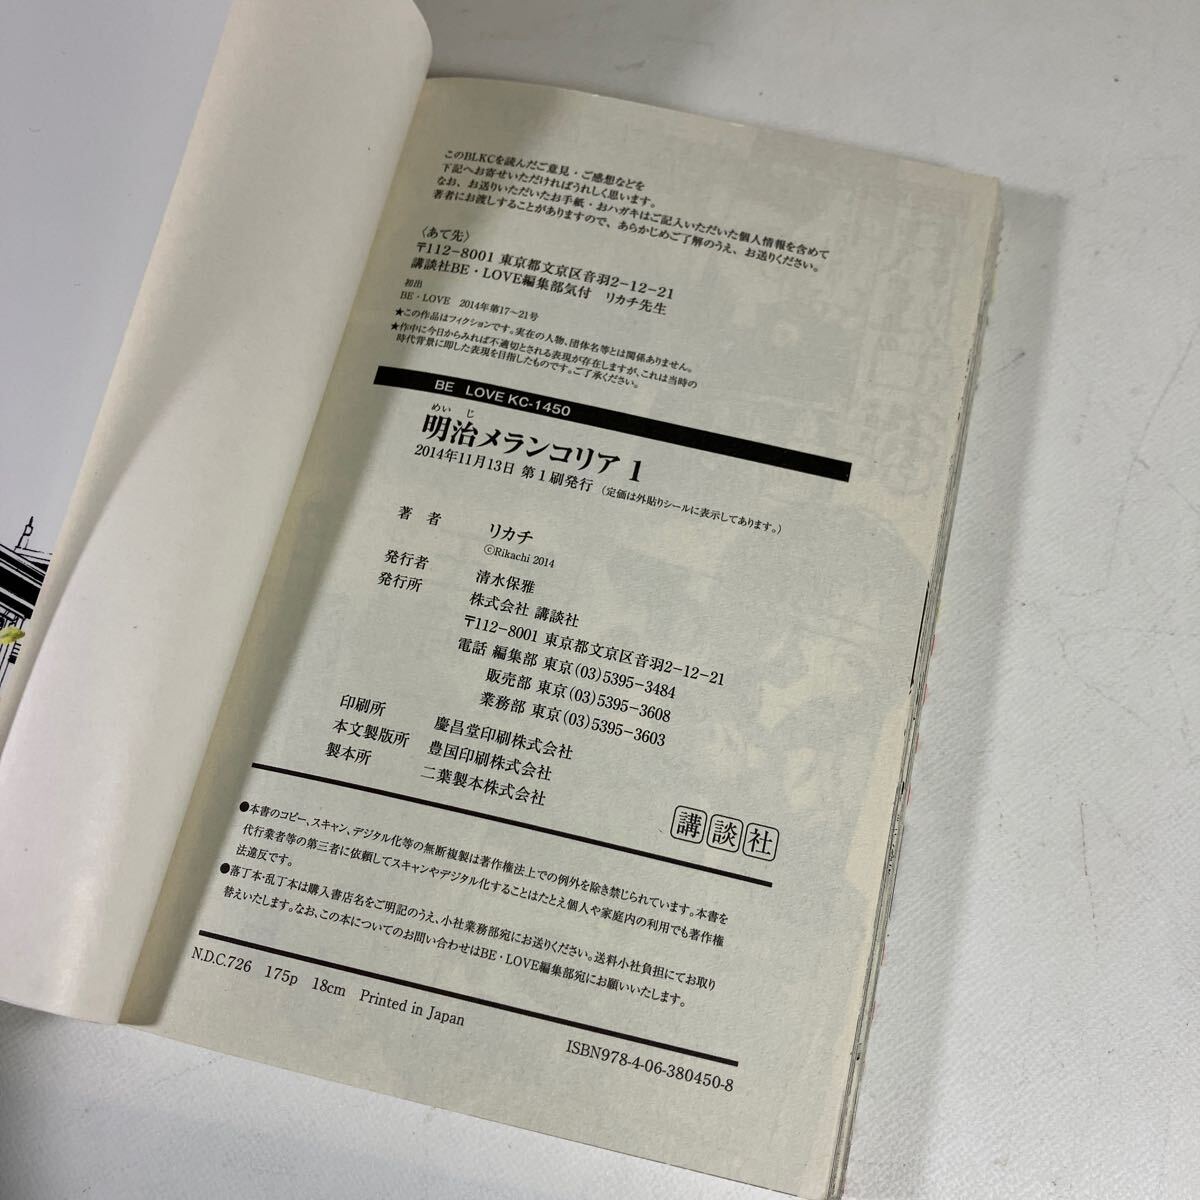 このBLKCを読んだご意見・ご感想などを
下記へお寄せいただければうれしく思います。
なお、お送りいただいたお手紙・おハガキはご記入いただいた個人情報を含めて
著者にお渡しすることがありますので、あらかじめご了解のうえ、お送りください。
〈あて先〉
〒112-8001 東京都文京区音羽2-12-21
講談社BE・LOVE編集部気付 リカチ先生
初出
BE・LOVE 2014年第17〜21号
★この作品はフィクションです。実在の人物、団体名等とは関係ありません。
★作中に今日からみれば不適切とされる表現が存在しますが、これは当時の
時代背景に即した表現を目指したものです。ご了承ください。
BE LOVE KC-1450
めいじ
明治メランコリア 1
2014年11月13日 第1刷発行 (定価は外貼りシールに表示してあります。)
著者 リカチ
©Rikachi 2014
発行者 清水保雅
発行所 株式会社 講談社
〒112-8001 東京都文京区音羽2-12-21
電話 編集部 東京(03)5395-3484
販売部 東京(03)5395-3608
業務部 東京(03)5395-3603
印刷所 慶昌堂印刷株式会社
本文製版所 豊国印刷株式会社
製本所 二葉製本株式会社
講談社
●本書のコピー、スキャン、デジタル化等の無断複製は著作権法上での例外を除き禁じられています。本書を
代行業者等の第三者に依頼してスキャンやデジタル化することはたとえ個人や家庭内の利用でも著作権
法違反です。
●落丁本・乱丁本は購入書店名をご明記のうえ、小社業務部宛にお送りください。送料小社負担にてお取り
替えいたします。なお、この本についてのお問い合わせはBE・LOVE編集部宛にお願いいたします。
N.D.C.726 175p 18cm Printed in Japan
ISBN978-4-06-380450-8